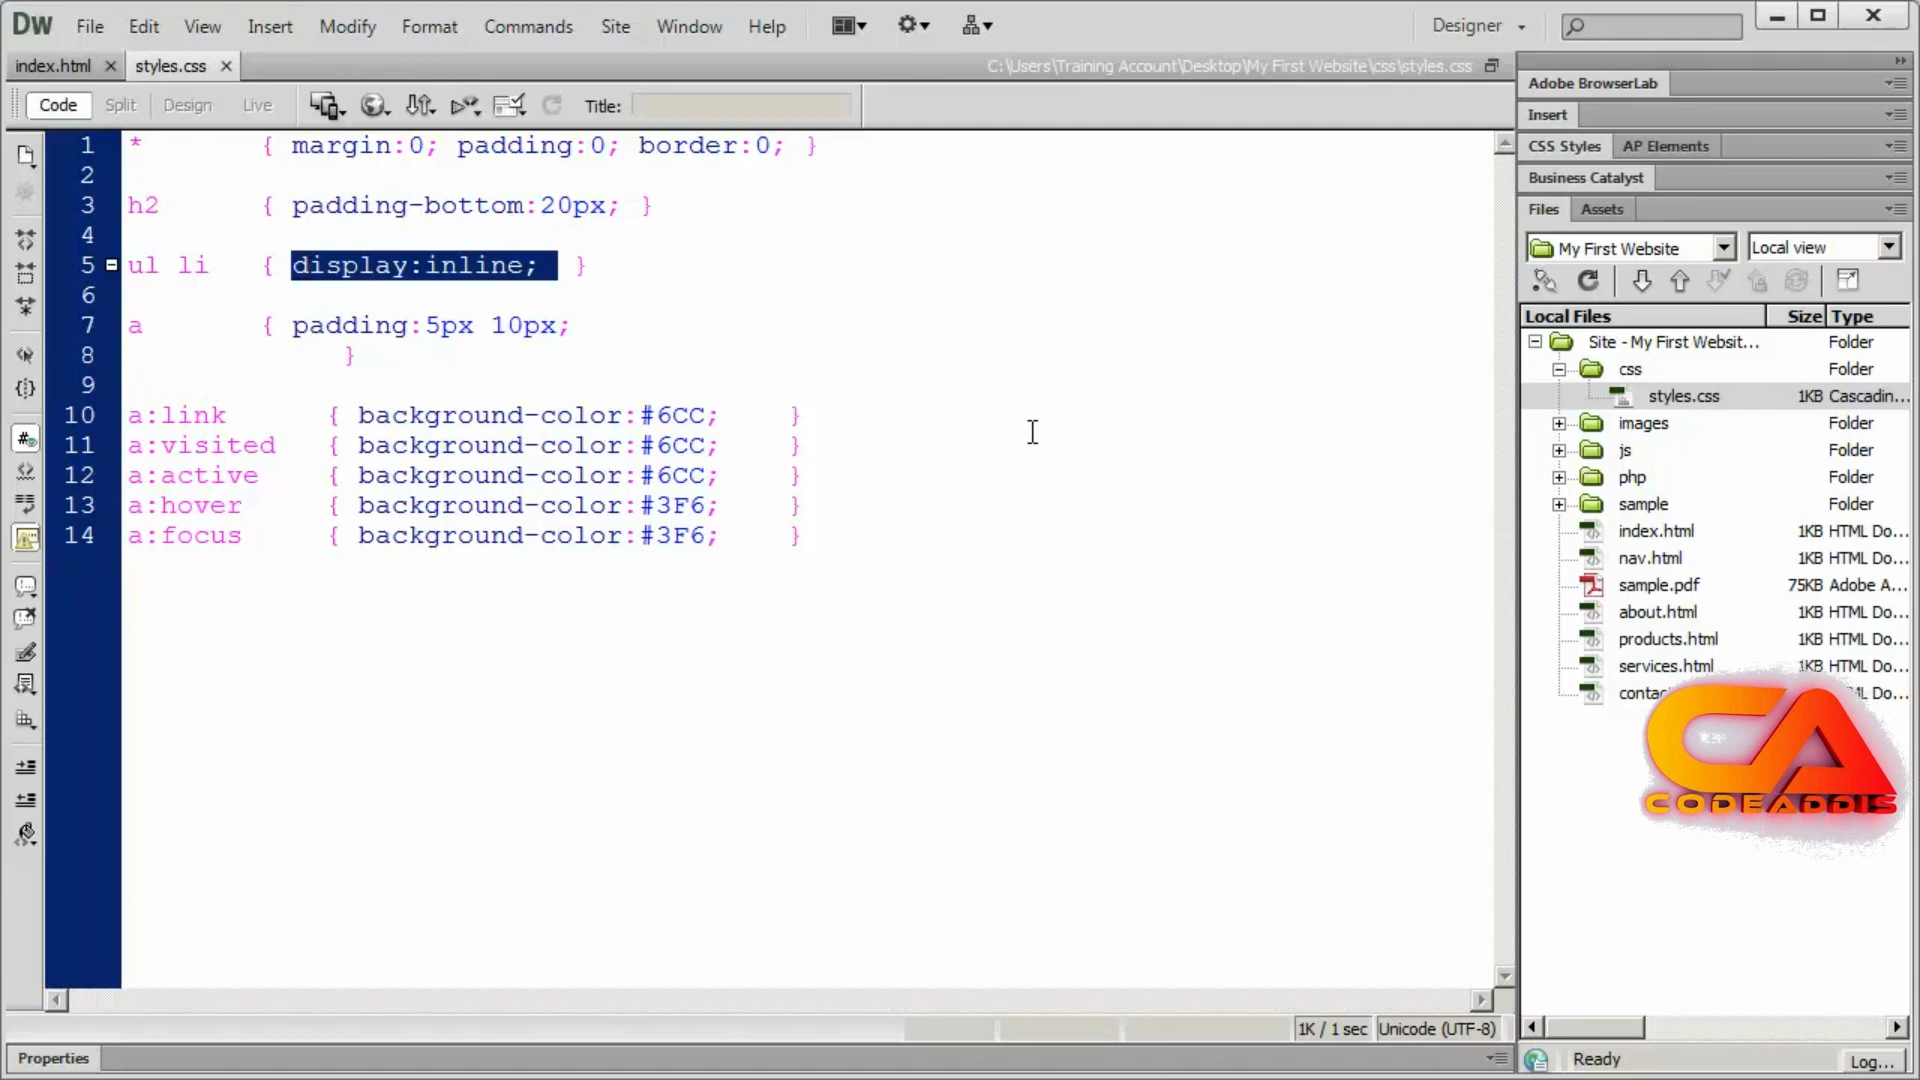 DW File Edit View Insert Modify Format Commands Site Window Help Designer
index.html styles.css C:\Users\Training Account\Desktop\My First Website\css\styles.css
Code Split Design Live Title:
1 * { margin:0; padding:0; border:0; }
2
3 h2 { padding-bottom:20px; }
4
5 ul li { display:inline; }
6
7 a { padding:5px 10px;
8 }
9
10 a:link { background-color:#6CC; }
11 a:visited { background-color:#6CC; }
12 a:active { background-color:#6CC; }
13 a:hover { background-color:#3F6; }
14 a:focus { background-color:#3F6; }
1K / 1 sec Unicode (UTF-8)
Properties
Adobe BrowserLab
Insert
CSS Styles AP Elements
Business Catalyst
Files Assets
My First Website Local view
Local Files Size Type
Site - My First Websit... Folder
css Folder
styles.css 1KB Cascadin...
images Folder
js Folder
php Folder
sample Folder
index.html 1KB HTML Do...
nav.html 1KB HTML Do...
sample.pdf 75KB Adobe A...
about.html 1KB HTML Do...
products.html 1KB HTML Do...
services.html 1KB HTML Do...
CA
CODEADDIS
Ready Log...